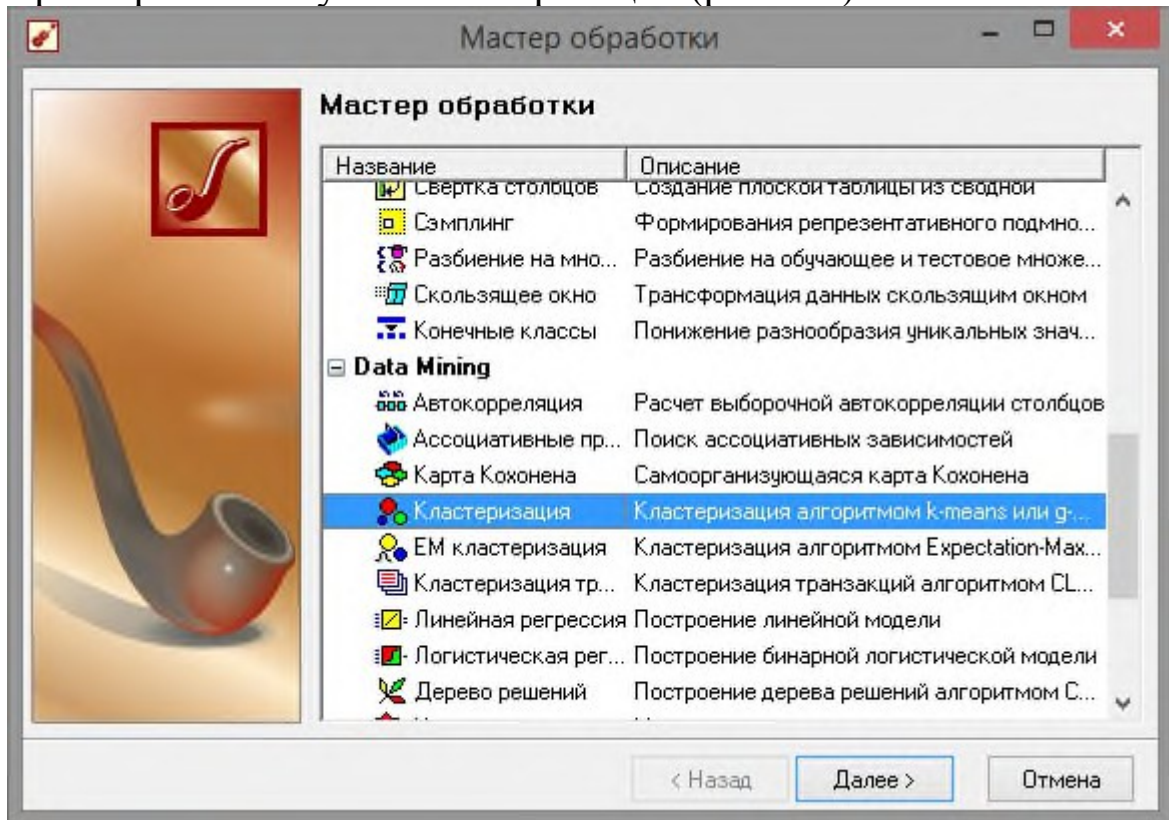 Мастер обработки
Мастер обработки
Название Описание
Свертка столбцов Создание плоской таблицы из сводной
Сэмплинг Формирования репрезентативного подмно...
Разбиение на мно... Разбиение на обучающее и тестовое множе...
Скользящее окно Трансформация данных скользящим окном
Конечные классы Понижение разнообразия уникальных знач...
Data Mining
Автокорреляция Расчет выборочной автокорреляции столбцов
Ассоциативные пр... Поиск ассоциативных зависимостей
Карта Кохонена Самоорганизующаяся карта Кохонена
Кластеризация Кластеризация алгоритмом k-means или g-...
EM кластеризация Кластеризация алгоритмом Expectation-Max...
Кластеризация тр... Кластеризация транзакций алгоритмом CL...
Линейная регрессия Построение линейной модели
Логистическая рег... Построение бинарной логистической модели
Дерево решений Построение дерева решений алгоритмом C...
< Назад Далее > Отмена